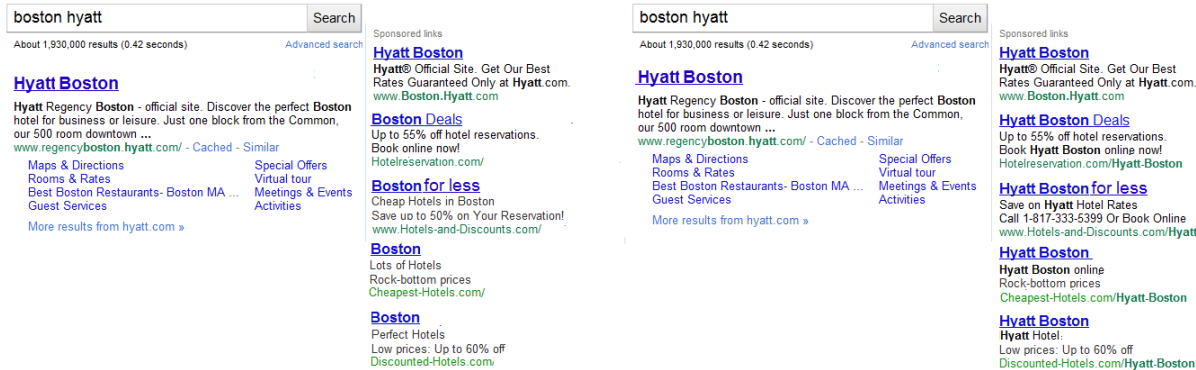 boston hyatt
Search
About 1,930,000 results (0.42 seconds)
Advanced search
Hyatt Boston
Hyatt Regency Boston - official site. Discover the perfect Boston
hotel for business or leisure. Just one block from the Common,
our 500 room downtown ...
www.regencyboston.hyatt.com/ - Cached - Similar
Maps & Directions
Rooms & Rates
Best Boston Restaurants- Boston MA ...
Guest Services
Special Offers
Virtual tour
Meetings & Events
Activities
More results from hyatt.com »
Sponsored links
Hyatt Boston
Hyatt® Official Site. Get Our Best
Rates Guaranteed Only at Hyatt.com.
www.Boston.Hyatt.com
Boston Deals
Up to 55% off hotel reservations.
Book online now!
Hotelreservation.com/
Boston for less
Cheap Hotels in Boston
Save up to 50% on Your Reservation!
www.Hotels-and-Discounts.com/
Boston
Lots of Hotels
Rock-bottom prices
Cheapest-Hotels.com/
Boston
Perfect Hotels
Low prices: Up to 60% off
Discounted-Hotels.com/
boston hyatt
Search
About 1,930,000 results (0.42 seconds)
Advanced search
Hyatt Boston
Hyatt Regency Boston - official site. Discover the perfect Boston
hotel for business or leisure. Just one block from the Common,
our 500 room downtown ...
www.regencyboston.hyatt.com/ - Cached - Similar
Maps & Directions
Rooms & Rates
Best Boston Restaurants- Boston MA ...
Guest Services
Special Offers
Virtual tour
Meetings & Events
Activities
More results from hyatt.com »
Sponsored links
Hyatt Boston
Hyatt® Official Site. Get Our Best
Rates Guaranteed Only at Hyatt.com.
www.Boston.Hyatt.com
Hyatt Boston Deals
Up to 55% off hotel reservations.
Book Hyatt Boston online now!
Hotelreservation.com/Hyatt-Boston
Hyatt Boston for less
Save on Hyatt Hotel Rates
Call 1-817-333-5399 Or Book Online
www.Hotels-and-Discounts.com/Hyatt
Hyatt Boston
Hyatt Boston online
Rock-bottom prices
Cheapest-Hotels.com/Hyatt-Boston
Hyatt Boston
Hyatt Hotel:
Low prices: Up to 60% off
Discounted-Hotels.com/Hyatt-Boston